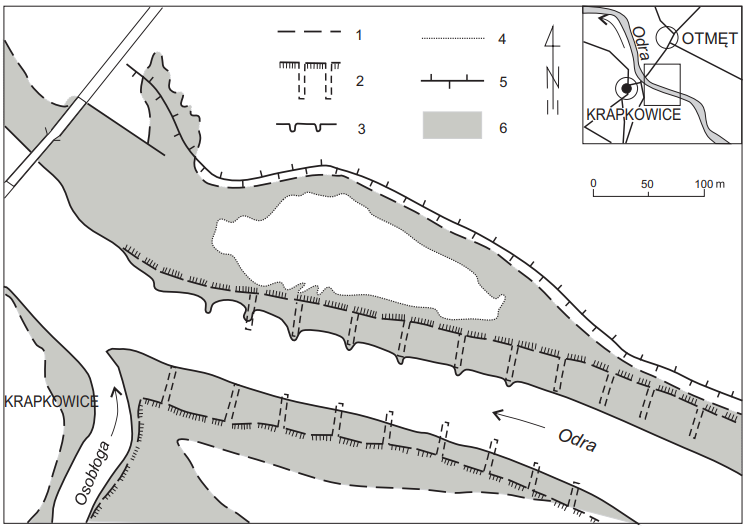 1
2
3
4
5
6
N
Odra
OTMĘT
KRAPKOWICE
0 50 100 m
KRAPKOWICE
Osobłoga
Odra